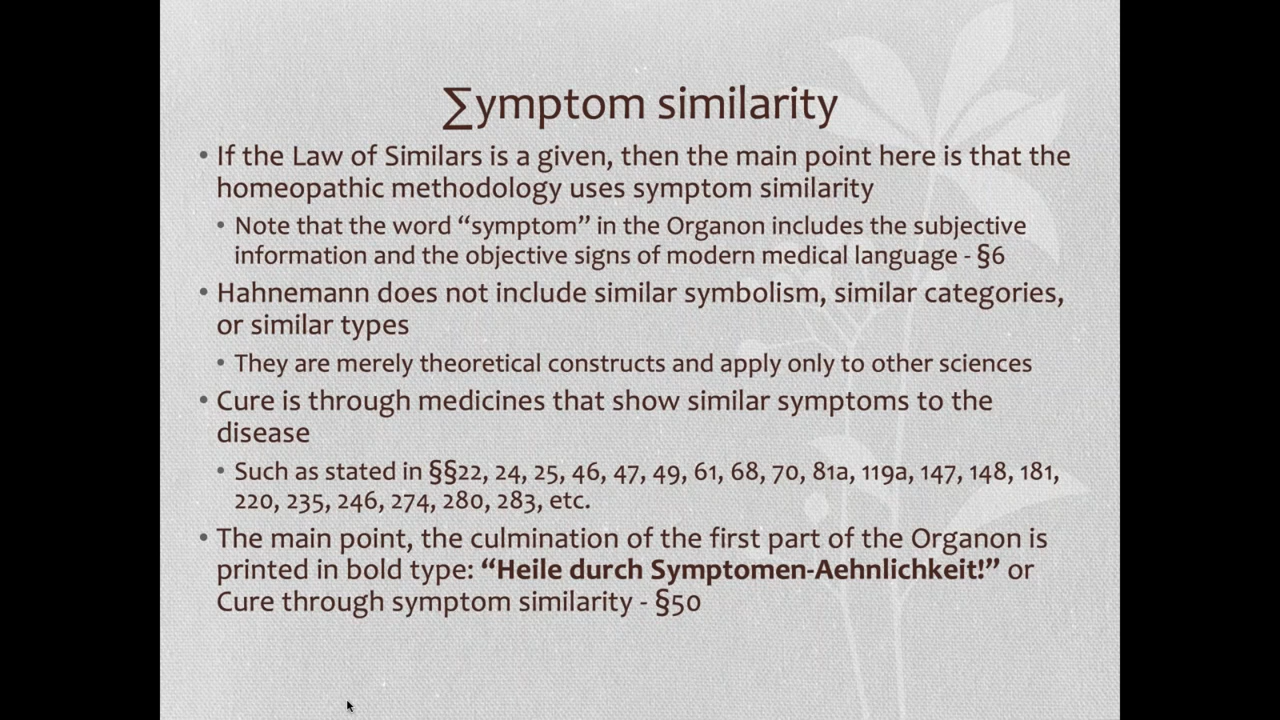 ∑ymptom similarity
• If the Law of Similars is a given, then the main point here is that the
homeopathic methodology uses symptom similarity
• Note that the word “symptom” in the Organon includes the subjective
information and the objective signs of modern medical language - §6
• Hahnemann does not include similar symbolism, similar categories,
or similar types
• They are merely theoretical constructs and apply only to other sciences
• Cure is through medicines that show similar symptoms to the
disease
• Such as stated in §§22, 24, 25, 46, 47, 49, 61, 68, 70, 81a, 119a, 147, 148, 181,
220, 235, 246, 274, 280, 283, etc.
• The main point, the culmination of the first part of the Organon is
printed in bold type: “Heile durch Symptomen-Aehnlichkeit!” or
Cure through symptom similarity - §50